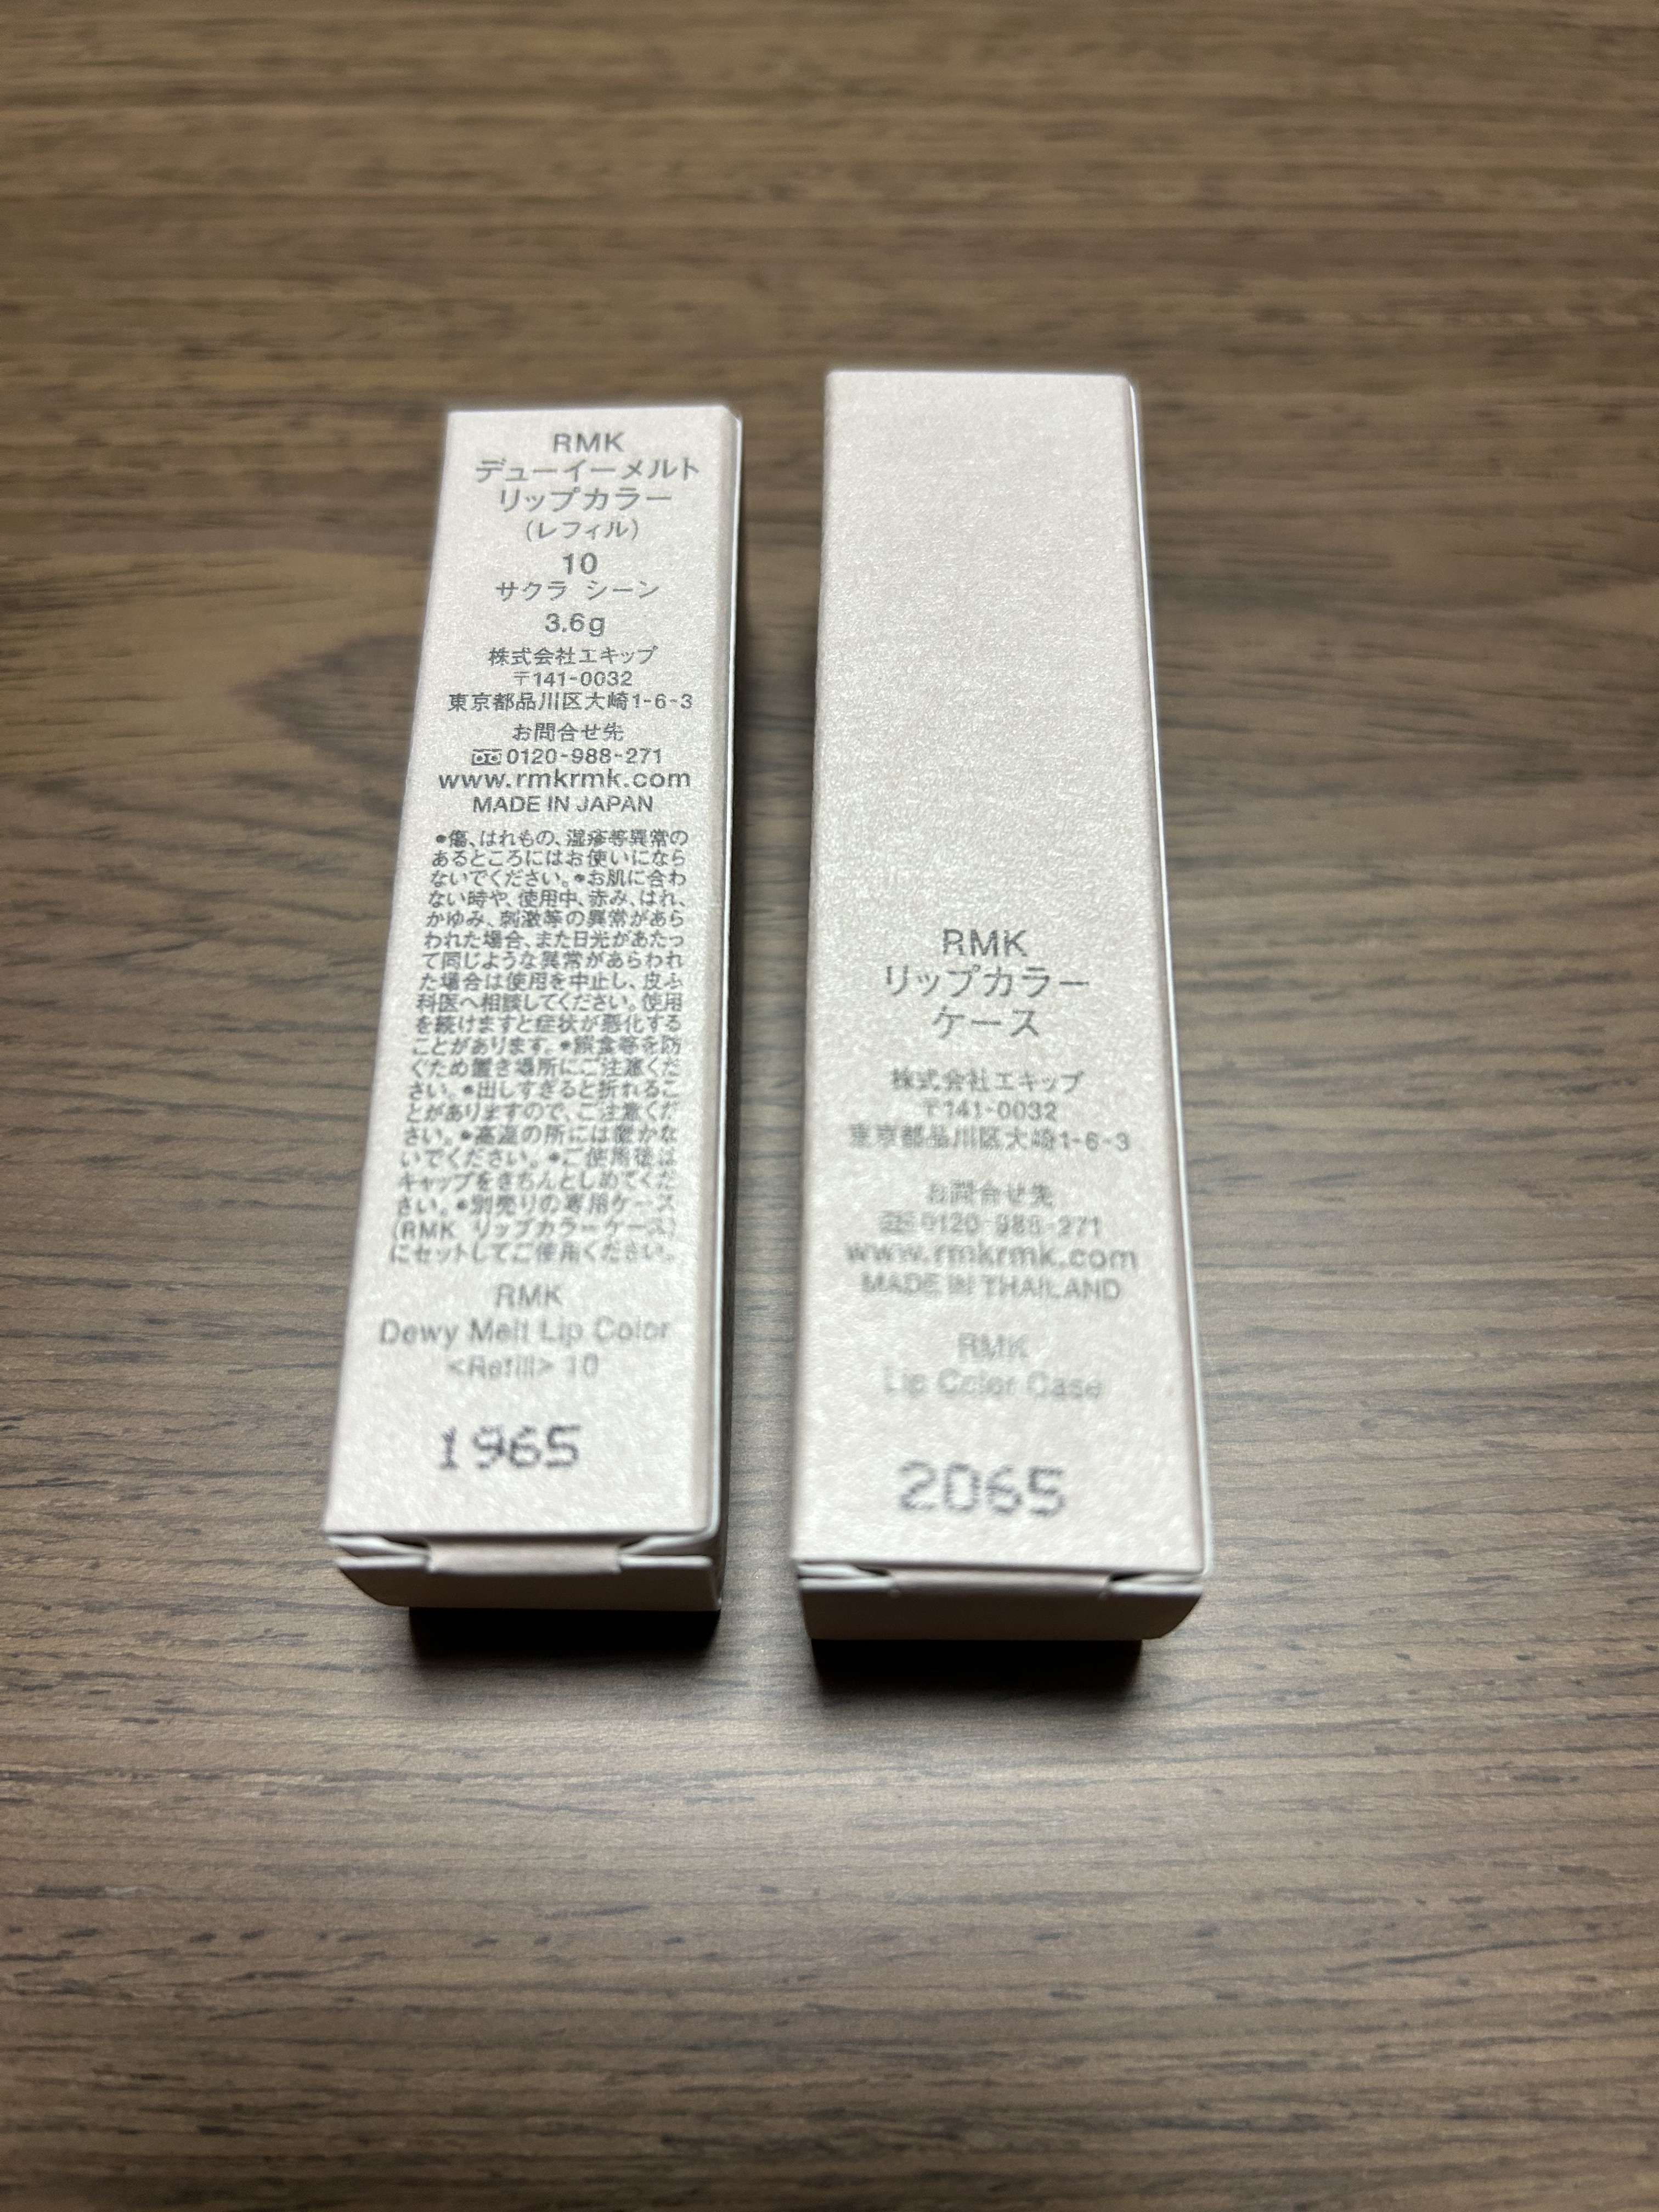 RMK
デューイーメルト
リップカラー
(レフィル)
10
サクラ シーン
3.6g
株式会社エキップ
〒141-0032
東京都品川区大崎1-6-3
お問合せ先
0120-988-271
www.rmkrmk.com
MADE IN JAPAN
●傷、はれもの、湿疹等異常の
あるところにはお使いになら
ないでください。●お肌に合わ
ない時や、使用中、赤み、はれ、
かゆみ、刺激等の異常があら
われた場合、また日光があたっ
て同じような異常があらわれ
た場合は使用を中止し、皮ふ
科医へ相談してください。使用
を続けますと症状が悪化する
ことがあります。●誤食等を防
ぐため置き場所にご注意くだ
さい。●出しすぎると折れるこ
とがありますので、ご注意くだ
さい。●高温の所には置かな
いでください。●ご使用後は
キャップをきちんとしめてくだ
さい。●別売りの専用ケース
(RMK リップカラーケース)
にセットしてご使用ください。
RMK
Dewy Melt Lip Color
<Refill> 10
1965
RMK
リップカラー
ケース
株式会社エキップ
〒141-0032
東京都品川区大崎1-6-3
お問合せ先
0120-988-271
www.rmkrmk.com
MADE IN THAILAND
RMK
Lip Color Case
2065